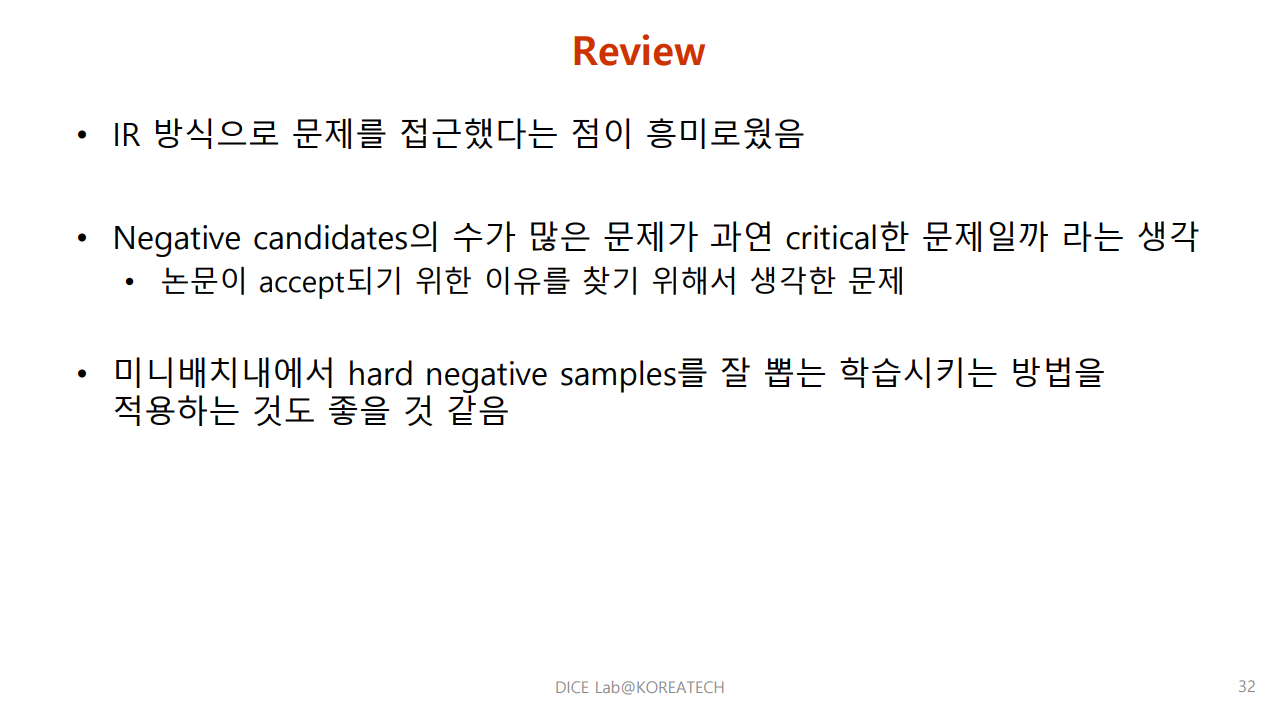 Review
• IR 방식으로 문제를 접근했다는 점이 흥미로웠음
• Negative candidates의 수가 많은 문제가 과연 critical한 문제일까 라는 생각
• 논문이 accept되기 위한 이유를 찾기 위해서 생각한 문제
• 미니배치내에서 hard negative samples를 잘 뽑는 학습시키는 방법을
적용하는 것도 좋을 것 같음
DICE Lab@KOREATECH
32